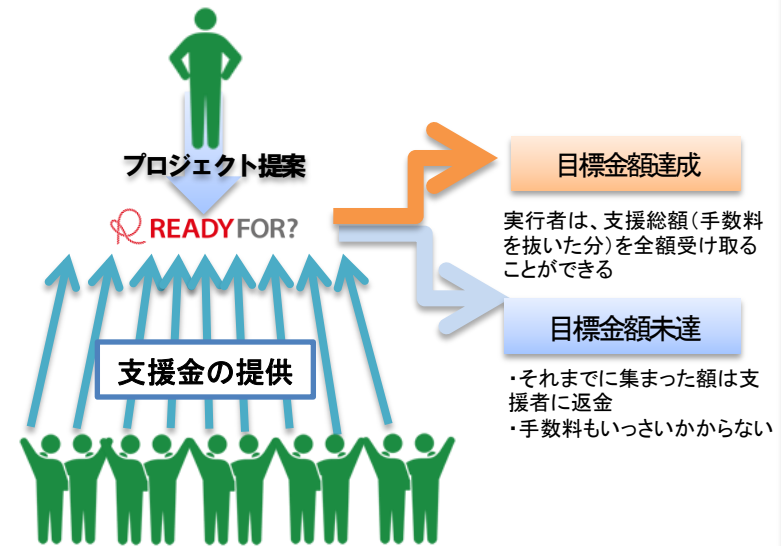 プロジェクト提案
READYFOR?
支援金の提供
目標金額達成
実行者は、支援総額(手数料
を抜いた分)を全額受け取る
ことができる
目標金額未達
・それまでに集まった額は支
援者に返金
・手数料もいっさいかからない